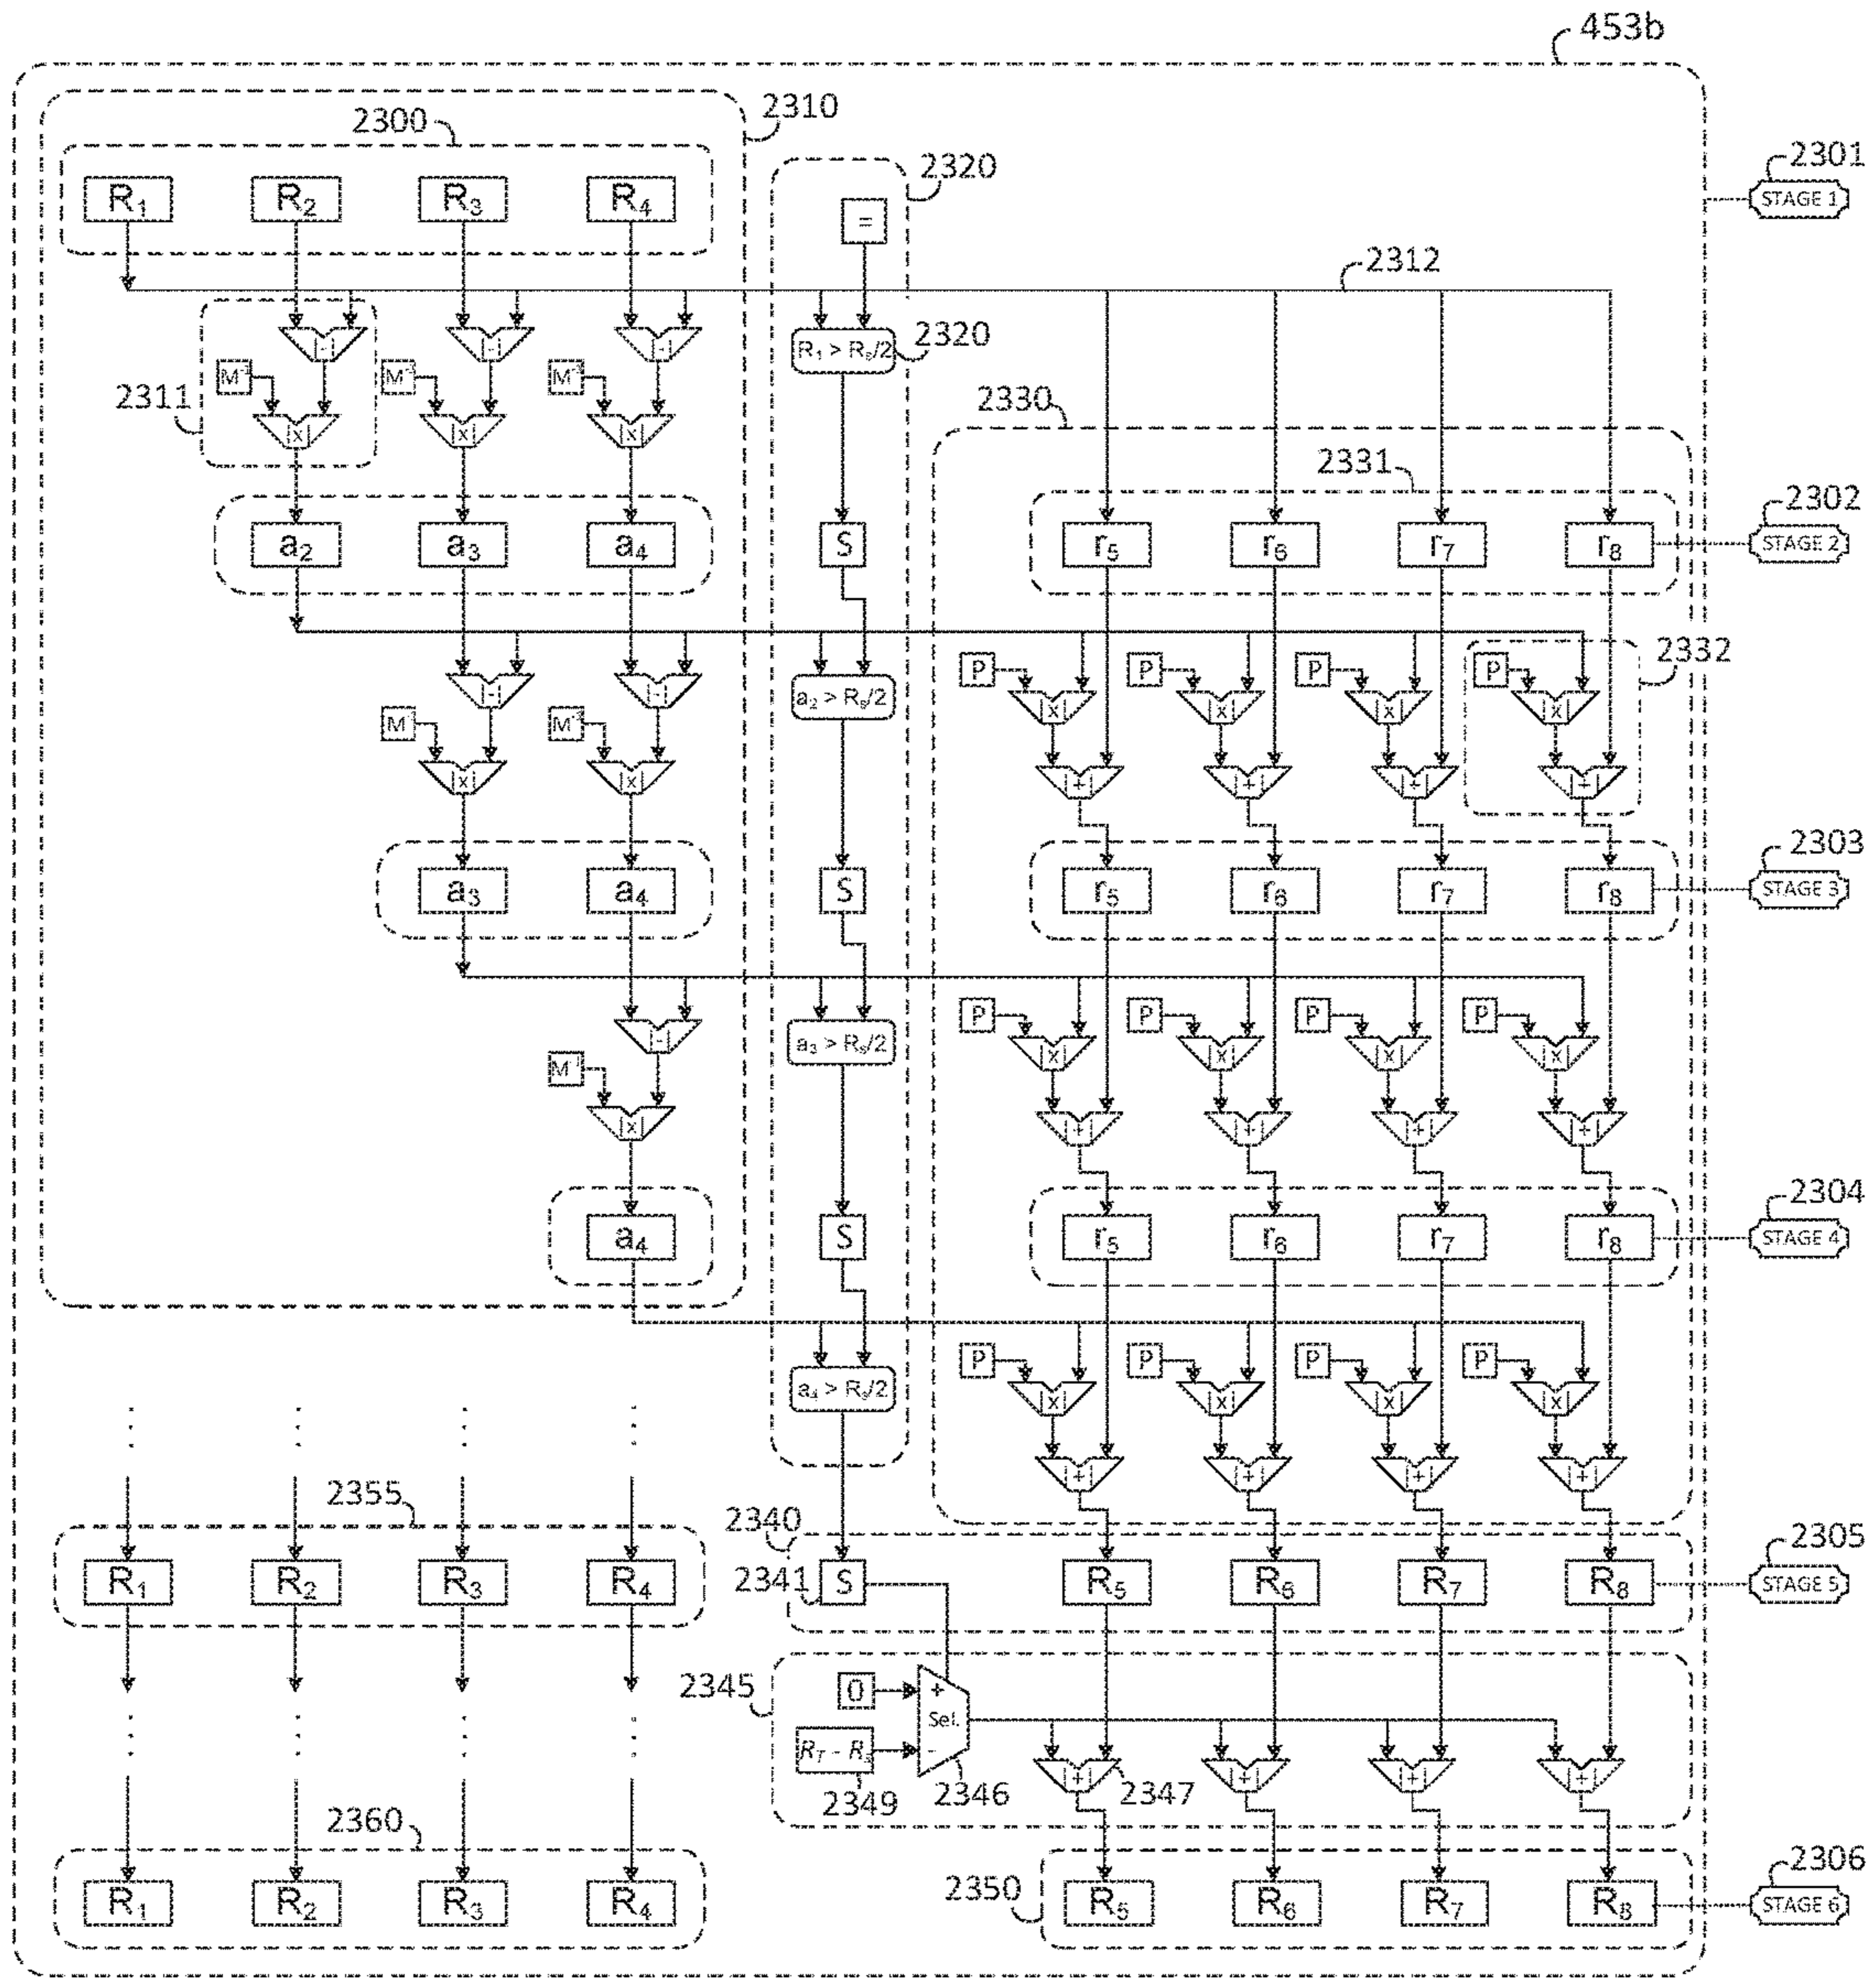 453b
2310
2300
2320
2301
R1 R2 R3 R4
=
STAGE 1
2312
|-| |-| |-|
R1 > Rs/2
2320
M-1 M-1 M-1
2311
|x| |x| |x|
2330
2331
2302
a2 a3 a4
S
r5 r6 r7 r8
STAGE 2
2332
P P P P
|-| |-|
a2 > Rs/2
|x| |x| |x| |x|
M-1 M-1
|x| |x|
|+| |+| |+| |+|
2303
a3 a4
S
r5 r6 r7 r8
STAGE 3
P P P P
|-|
a3 > Rs/2
|x| |x| |x| |x|
M-1
|x|
|+| |+| |+| |+|
2304
a4
S
r5 r6 r7 r8
STAGE 4
P P P P
a4 > Rs/2
|x| |x| |x| |x|
|+| |+| |+| |+|
2355
2340
2305
R1 R2 R3 R4
2341
S
R5 R6 R7 R8
STAGE 5
2345
0
+
Sel.
-
RT - Rs
|+| |+| |+| |+|
2349
2346
2347
2360
2306
R1 R2 R3 R4
2350
R5 R6 R7 R8
STAGE 6